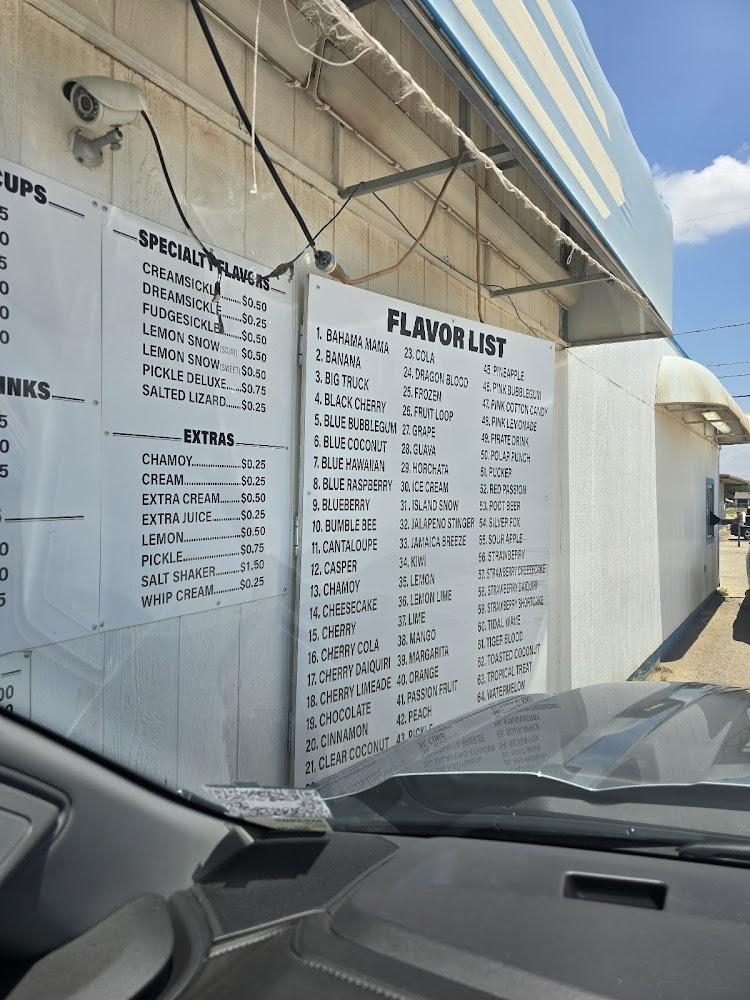 CUPS
5
0
5
0
0
0
INKS
5
0
5
0
0
5
00
SPECIALTY FLAVORS
CREAMSICKLE.......$0.50
DREAMSICKLE.......$0.25
FUDGESICKLE.......$0.50
LEMON SNOW(SOUR)$0.50
LEMON SNOW(SWEET)$0.50
PICKLE DELUXE......$0.75
SALTED LIZARD.......$0.25
EXTRAS
CHAMOY..................$0.25
CREAM....................$0.25
EXTRA CREAM........$0.50
EXTRA JUICE..........$0.25
LEMON....................$0.50
PICKLE....................$0.75
SALT SHAKER.........$1.50
WHIP CREAM..........$0.25
FLAVOR LIST
1. BAHAMA MAMA
2. BANANA
3. BIG TRUCK
4. BLACK CHERRY
5. BLUE BUBBLEGUM
6. BLUE COCONUT
7. BLUE HAWAIIAN
8. BLUE RASPBERRY
9. BLUEBERRY
10. BUMBLE BEE
11. CANTALOUPE
12. CASPER
13. CHAMOY
14. CHEESECAKE
15. CHERRY
16. CHERRY COLA
17. CHERRY DAIQUIRI
18. CHERRY LIMEADE
19. CHOCOLATE
20. CINNAMON
21. CLEAR COCONUT
23. COLA
24. DRAGON BLOOD
25. FROZEN
26. FRUIT LOOP
27. GRAPE
28. GUAVA
29. HORCHATA
30. ICE CREAM
31. ISLAND SNOW
32. JALAPENO STINGER
33. JAMAICA BREEZE
34. KIWI
35. LEMON
36. LEMON LIME
37. LIME
38. MANGO
39. MARGARITA
40. ORANGE
41. PASSION FRUIT
42. PEACH
43. PICKLE
45. PINEAPPLE
46. PINK BUBBLEGUM
47. PINK COTTON CANDY
48. PINK LEMONADE
49. PIRATE DRINK
50. POLAR PUNCH
51. PUCKER
52. RED PASSION
53. ROOT BEER
54. SILVER FOX
55. SOUR APPLE
56. STRAWBERRY
57. STRAWBERRY CHEESECAKE
58. STRAWBERRY DAIQUIRI
59. STRAWBERRY SHORTCAKE
60. TIDAL WAVE
61. TIGER BLOOD
62. TOASTED COCONUT
63. TROPICAL TREAT
64. WATERMELON